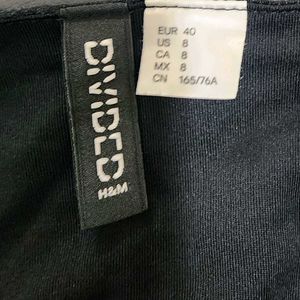 DIVIDED
H&M
EUR 40
US 8
CA 8
MX 8
CN 165/76A